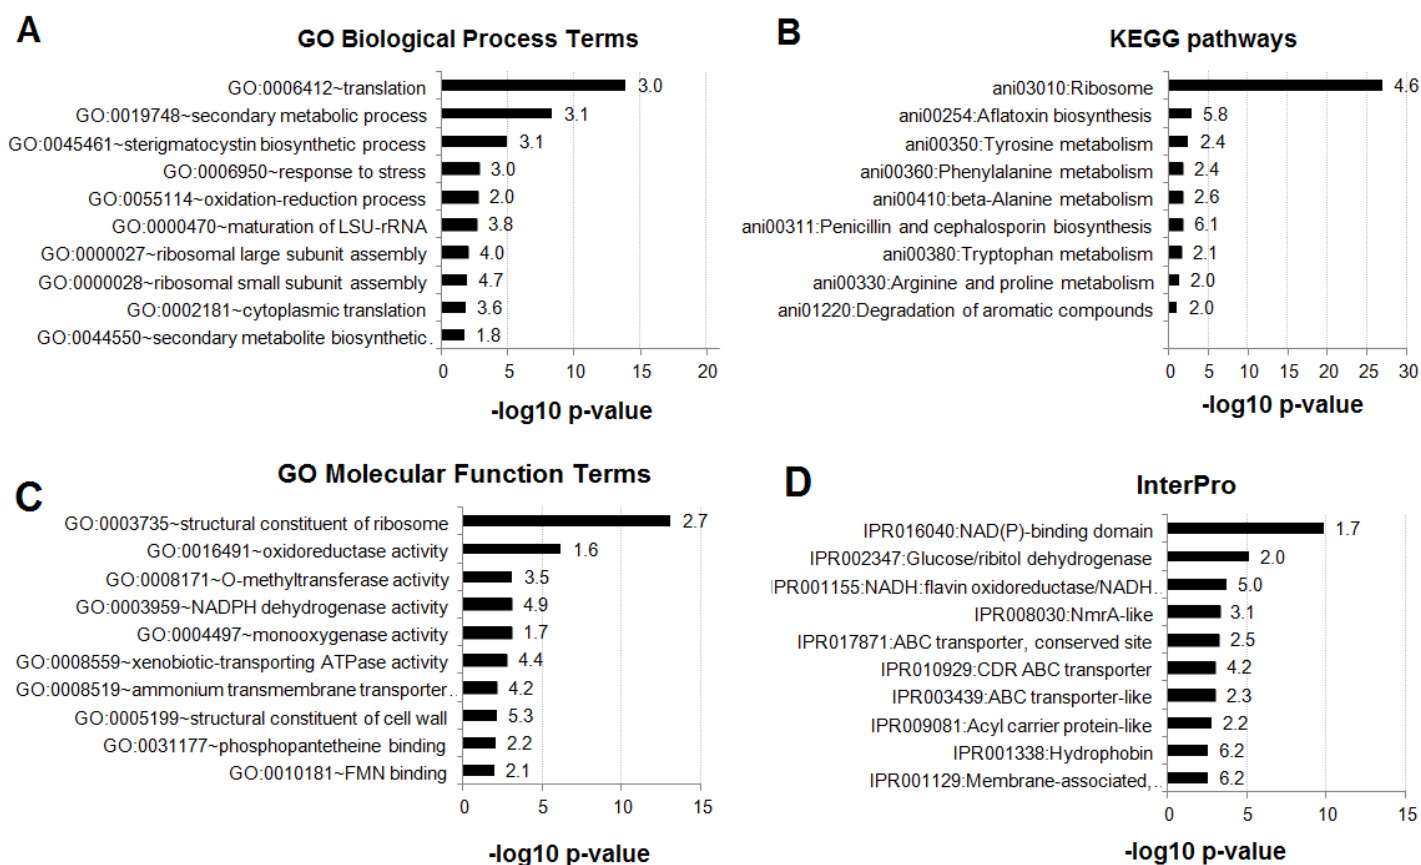 A
GO Biological Process Terms
GO:0006412~translation 3.0
GO:0019748~secondary metabolic process 3.1
GO:0045461~sterigmatocystin biosynthetic process 3.1
GO:0006950~response to stress 3.0
GO:0055114~oxidation-reduction process 2.0
GO:0000470~maturation of LSU-rRNA 3.8
GO:0000027~ribosomal large subunit assembly 4.0
GO:0000028~ribosomal small subunit assembly 4.7
GO:0002181~cytoplasmic translation 3.6
GO:0044550~secondary metabolite biosynthetic.. 1.8
0 5 10 15 20
-log10 p-value
B
KEGG pathways
ani03010:Ribosome 4.6
ani00254:Aflatoxin biosynthesis 5.8
ani00350:Tyrosine metabolism 2.4
ani00360:Phenylalanine metabolism 2.4
ani00410:beta-Alanine metabolism 2.6
ani00311:Penicillin and cephalosporin biosynthesis 6.1
ani00380:Tryptophan metabolism 2.1
ani00330:Arginine and proline metabolism 2.0
ani01220:Degradation of aromatic compounds 2.0
0 5 10 15 20 25 30
-log10 p-value
C
GO Molecular Function Terms
GO:0003735~structural constituent of ribosome 2.7
GO:0016491~oxidoreductase activity 1.6
GO:0008171~O-methyltransferase activity 3.5
GO:0003959~NADPH dehydrogenase activity 4.9
GO:0004497~monooxygenase activity 1.7
GO:0008559~xenobiotic-transporting ATPase activity 4.4
GO:0008519~ammonium transmembrane transporter.. 4.2
GO:0005199~structural constituent of cell wall 5.3
GO:0031177~phosphopantetheine binding 2.2
GO:0010181~FMN binding 2.1
0 5 10 15
-log10 p-value
D
InterPro
IPR016040:NAD(P)-binding domain 1.7
IPR002347:Glucose/ribitol dehydrogenase 2.0
IPR001155:NADH:flavin oxidoreductase/NADH.. 5.0
IPR008030:NmrA-like 3.1
IPR017871:ABC transporter, conserved site 2.5
IPR010929:CDR ABC transporter 4.2
IPR003439:ABC transporter-like 2.3
IPR009081:Acyl carrier protein-like 2.2
IPR001338:Hydrophobin 6.2
IPR001129:Membrane-associated,.. 6.2
0 5 10 15
-log10 p-value